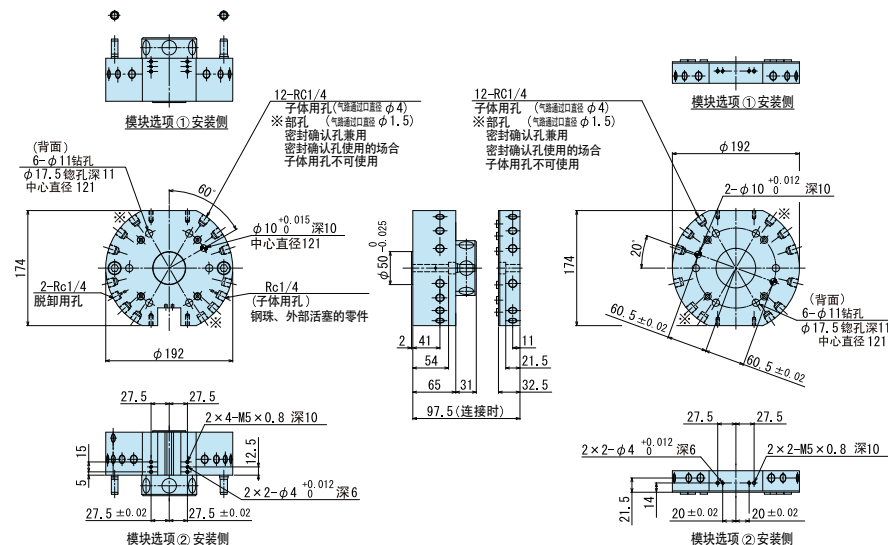 模块选项①安装侧
12-RC1/4
子体用孔(气路通过口直径 φ4)
※部孔 (气路通过口直径 φ1.5)
密封确认孔兼用
密封确认孔使用的场合
子体用孔不可使用
(背面)
6-φ11钻孔
φ17.5锪孔深11
中心直径 121
60°
※
φ10 +0.015 0 深10
中心直径121
174
2-Rc1/4
脱卸用孔
Rc1/4
(子体用孔)
钢珠、外部活塞的零件
※
φ192
27.5
27.5
2×4-M5×0.8 深10
15
5
12.5
2×2-φ4 +0.012 0 深6
27.5 ±0.02
27.5 ±0.02
模块选项②安装侧
φ50 0 -0.025
2
41
11
54
21.5
65
31
32.5
97.5(连接时)
模块选项①安装侧
12-RC1/4
子体用孔(气路通过口直径 φ4)
※部孔 (气路通过口直径 φ1.5)
密封确认孔兼用
密封确认孔使用的场合
子体用孔不可使用
φ192
2-φ10 +0.012 0 深10
※
174
20°
(背面)
6-φ11钻孔
φ17.5锪孔深11
中心直径 121
※
60.5±0.02
60.5±0.02
27.5
27.5
2×2-φ4 +0.012 0 深6
2×2-M5×0.8 深10
21.5
14
20±0.02
20±0.02
模块选项②安装侧